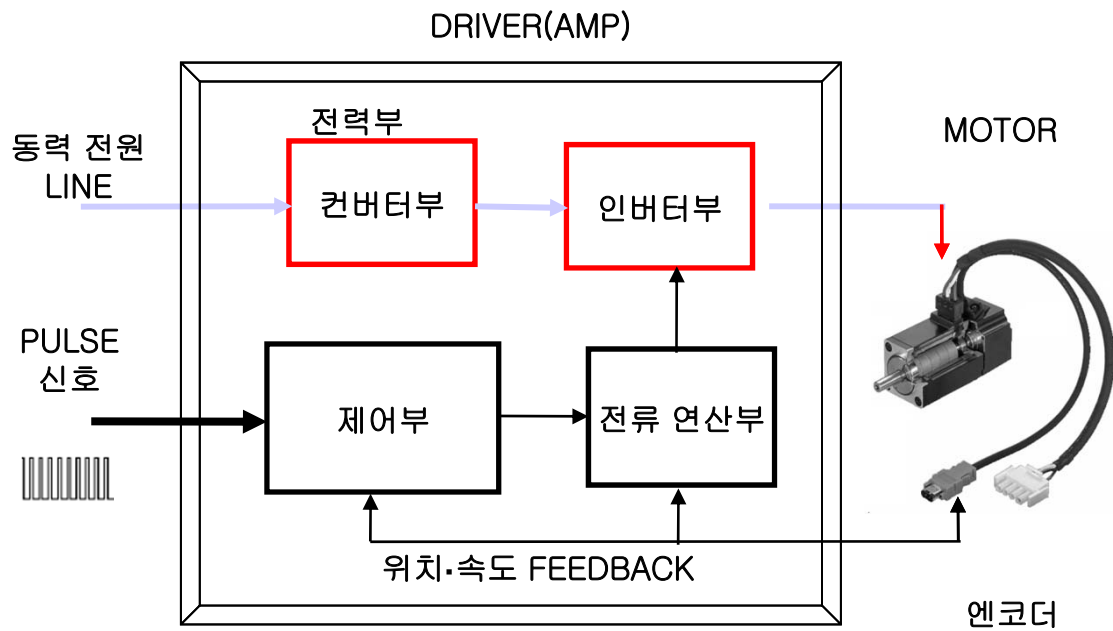 DRIVER(AMP)
전력부
동력 전원
LINE
컨버터부
인버터부
MOTOR
PULSE
신호
제어부
전류 연산부
위치·속도 FEEDBACK
엔코더